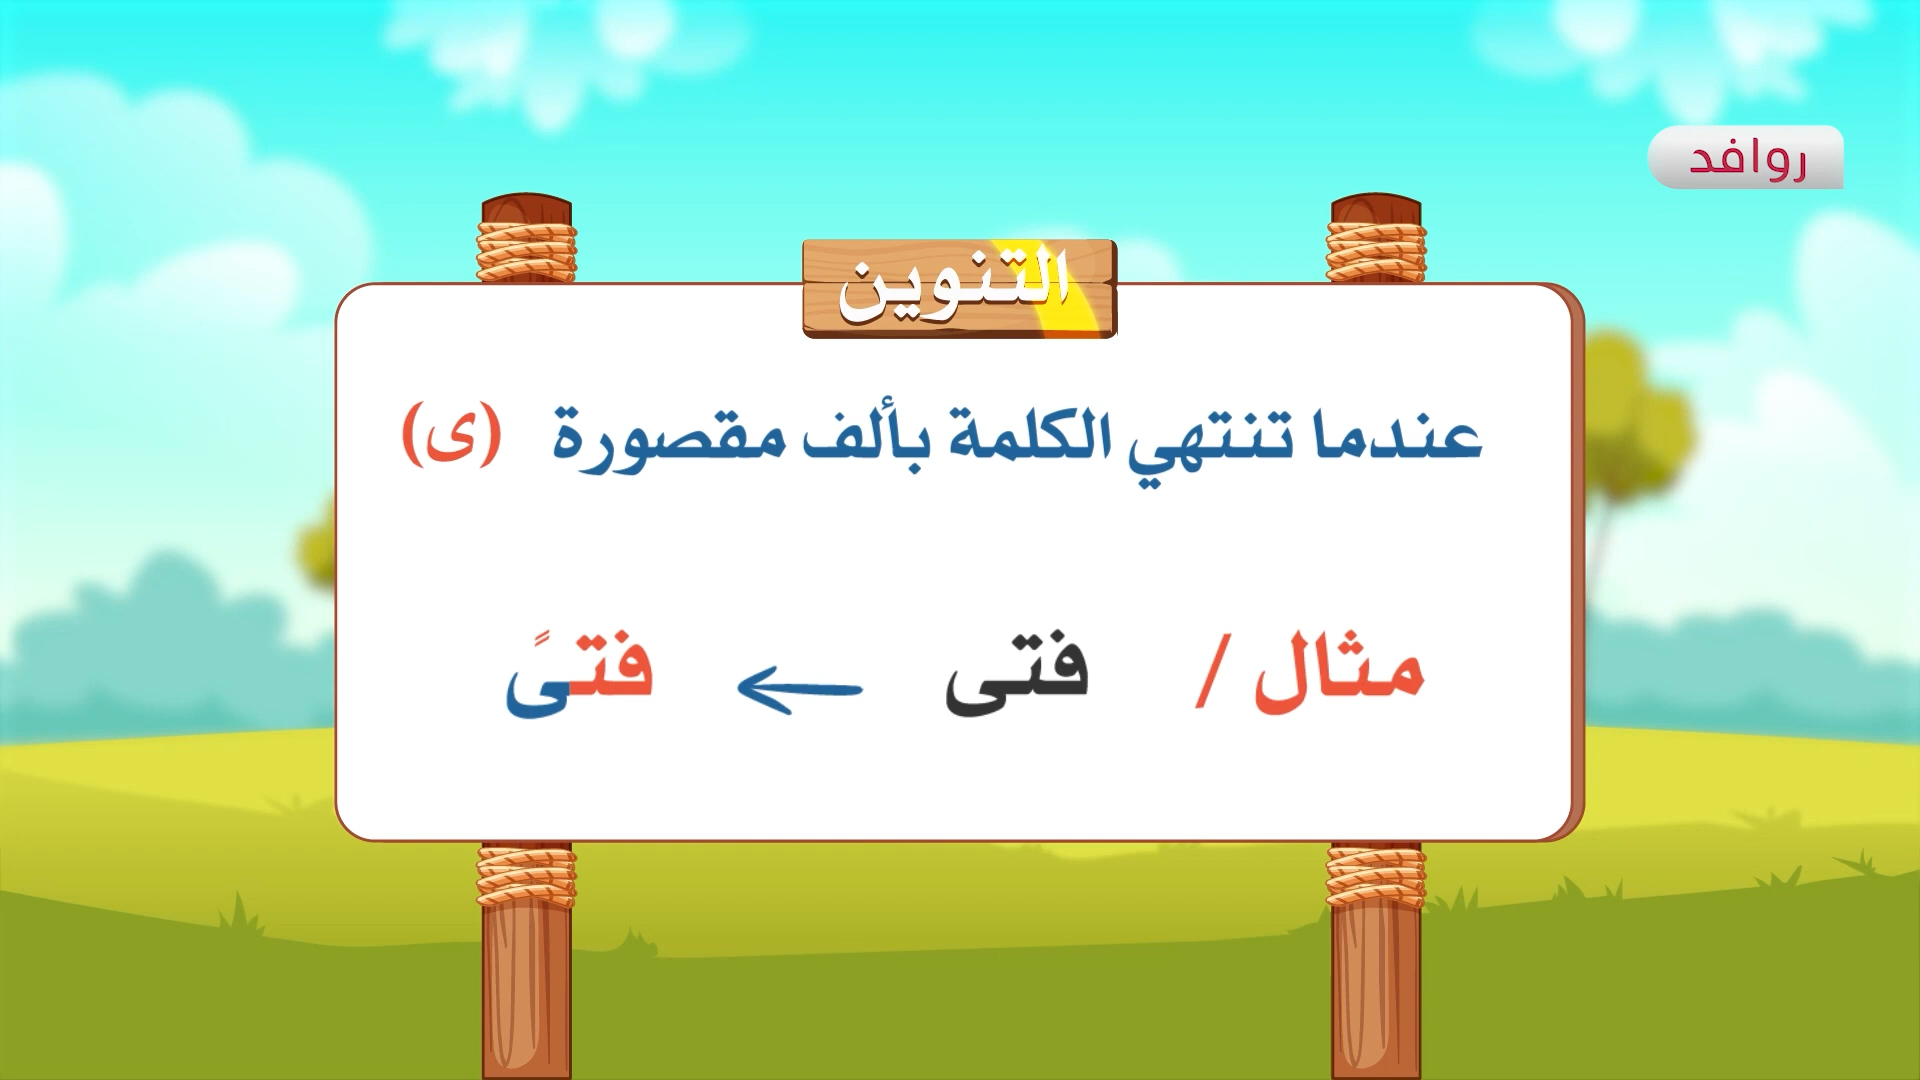 روافد
التنوين
عندما تنتهي الكلمة بألف مقصورة (ى)
مثال / فتى ← فتىً